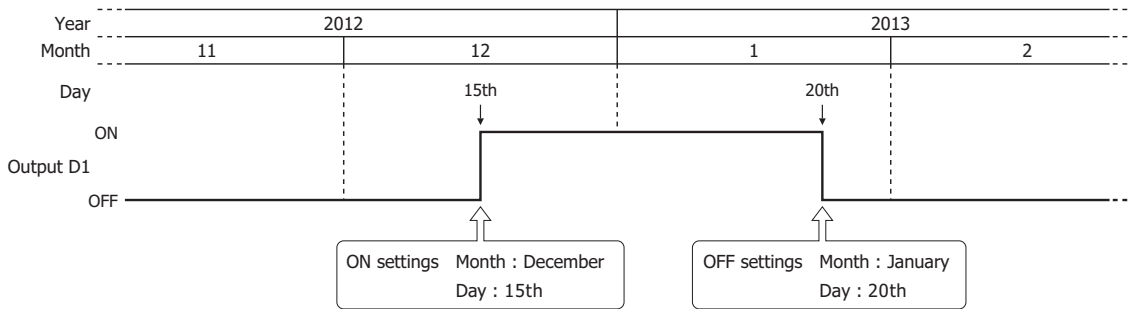 Year 2012 2013
Month 11 12 1 2
Day 15th 20th
ON
Output D1
OFF
ON settings Month : December
Day : 15th
OFF settings Month : January
Day : 20th